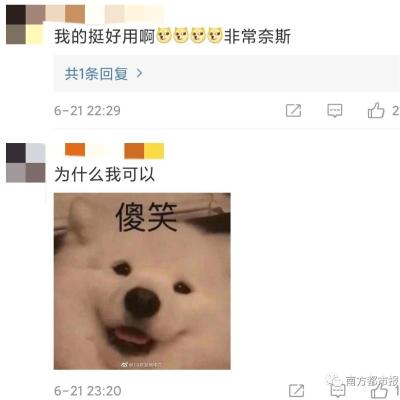 我的挺好用啊非常奈斯
共1条回复 >
6-21 22:29
2
为什么我可以
傻笑
6-21 23:20
南方都市报